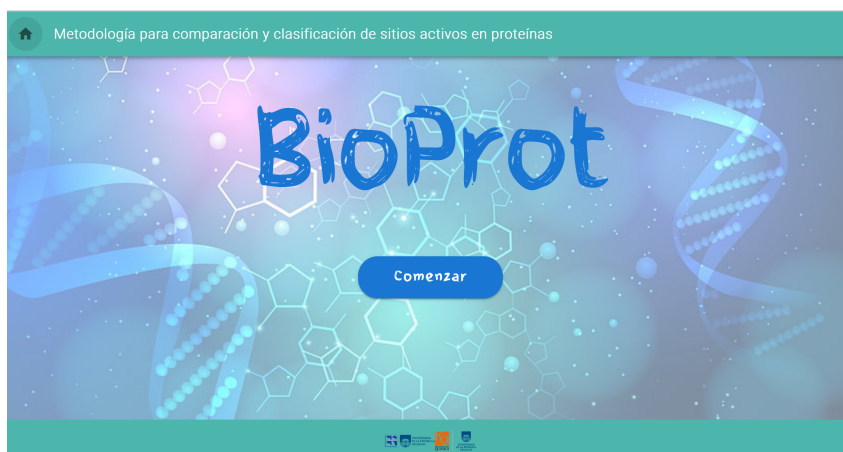 Metodología para comparación y clasificación de sitios activos en proteínas
BioProt
Comenzar